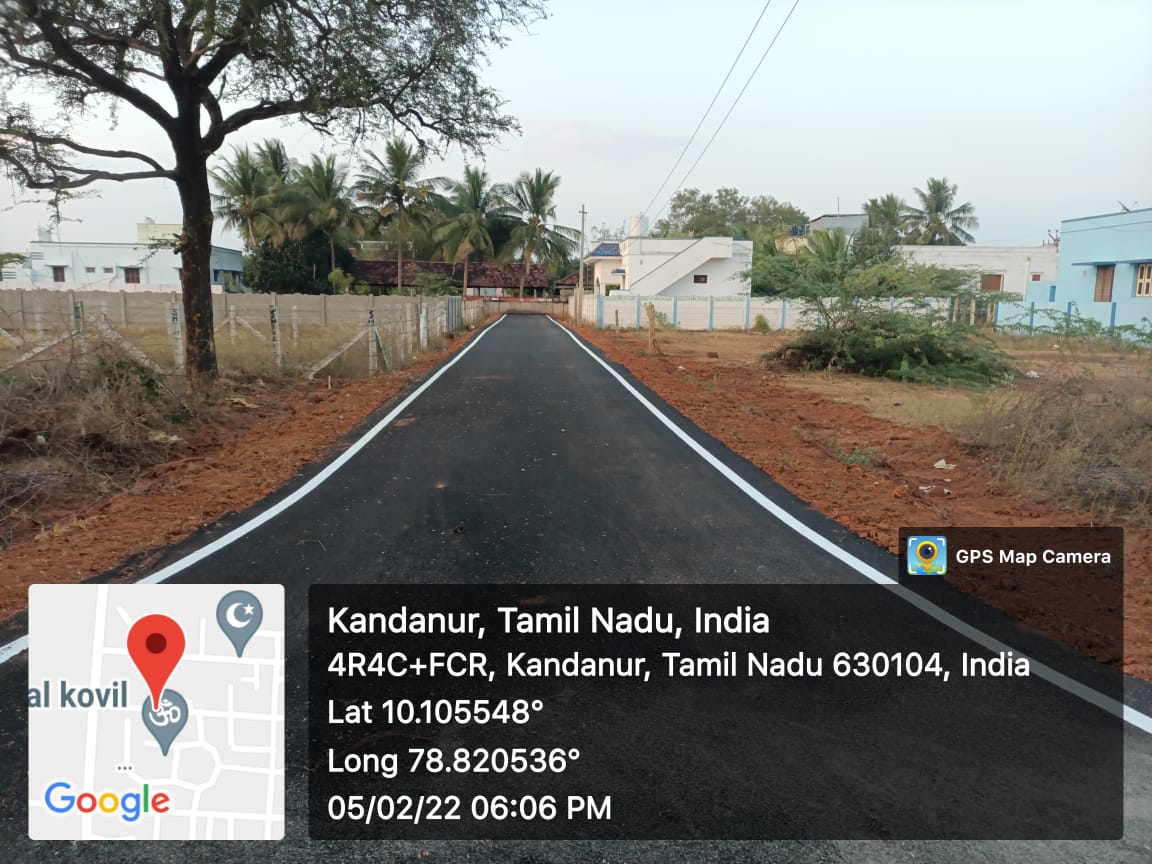 GPS Map Camera
al kovil
Google
Kandanur, Tamil Nadu, India
4R4C+FCR, Kandanur, Tamil Nadu 630104, India
Lat 10.105548°
Long 78.820536°
05/02/22 06:06 PM